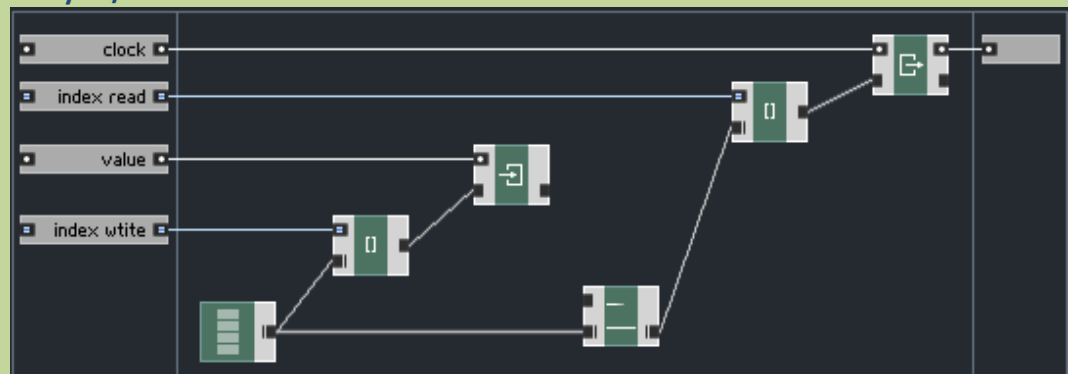 clock
index read
value
index wtite